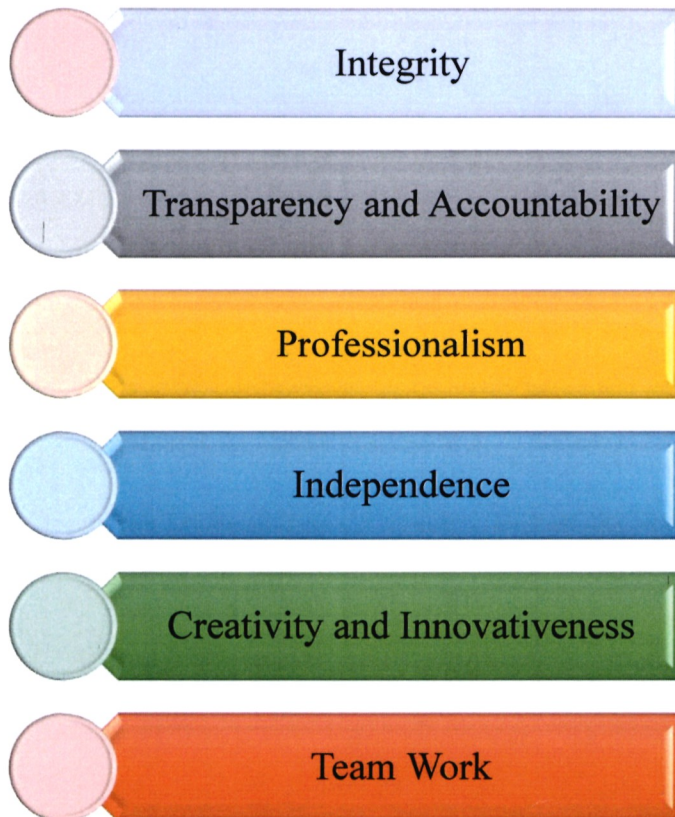 Integrity
Transparency and Accountability
Professionalism
Independence
Creativity and Innovativeness
Team Work